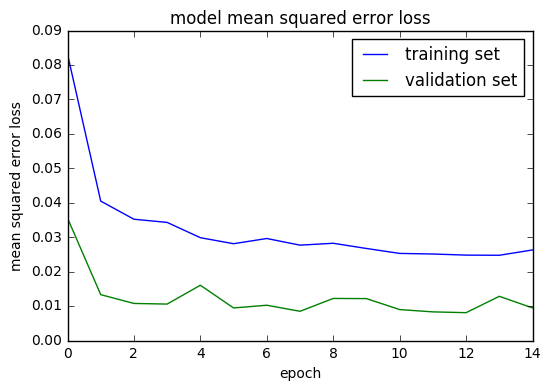 model mean squared error loss
training set
validation set
mean squared error loss
0.09
0.08
0.07
0.06
0.05
0.04
0.03
0.02
0.01
0.00
0 2 4 6 8 10 12 14
epoch